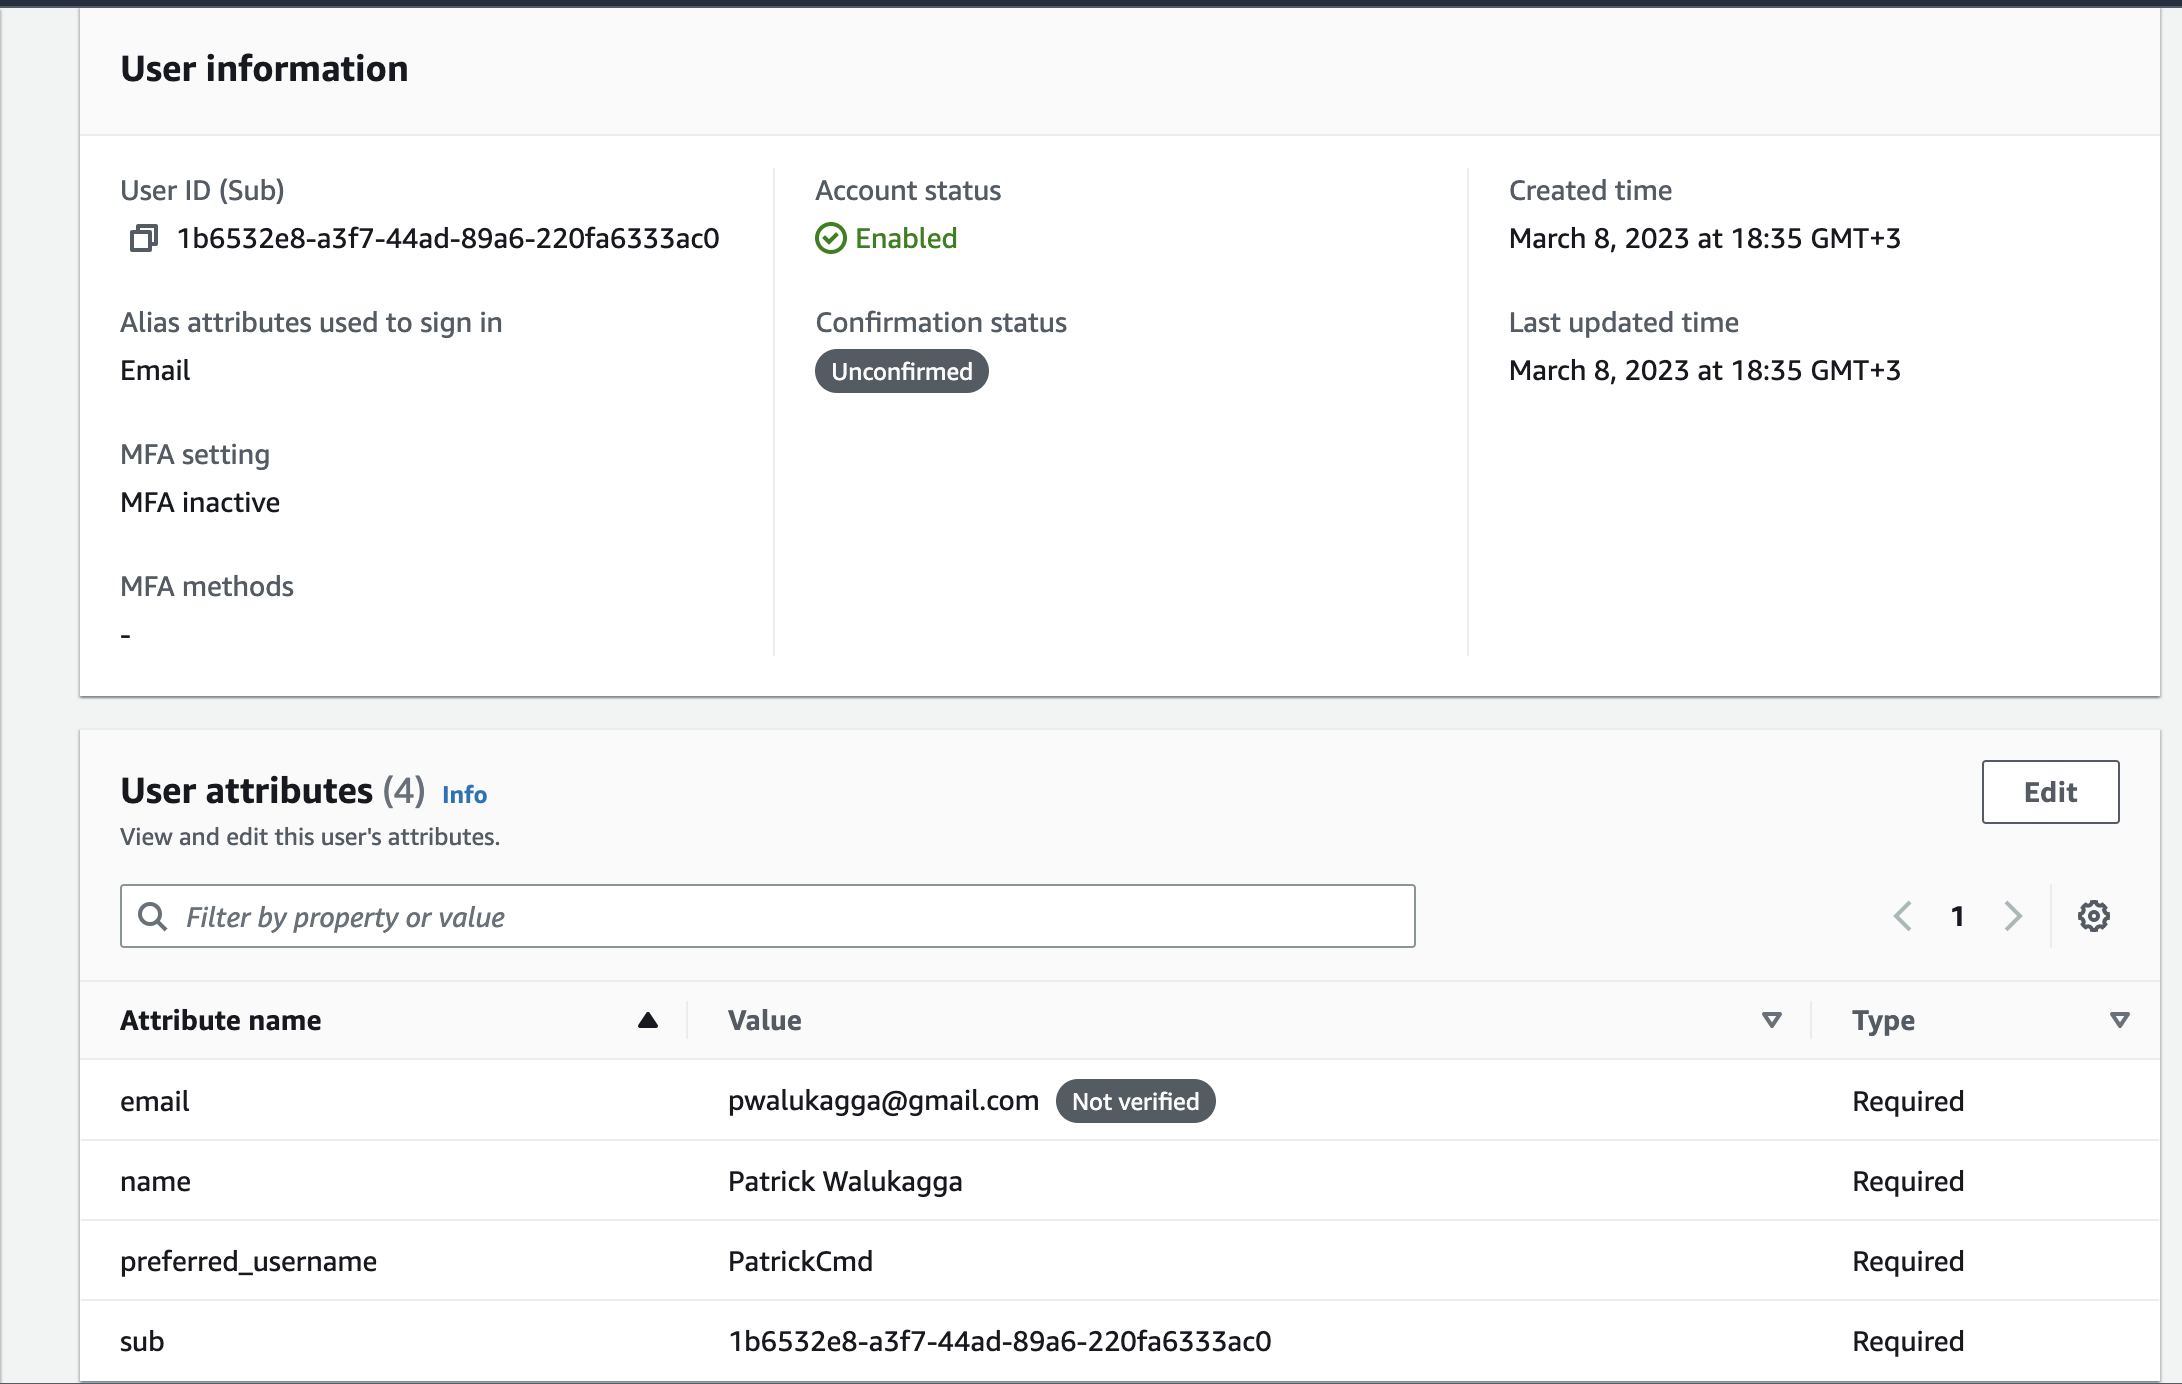 User information
User ID (Sub)
1b6532e8-a3f7-44ad-89a6-220fa6333ac0
Alias attributes used to sign in
Email
MFA setting
MFA inactive
MFA methods
-
Account status
Enabled
Confirmation status
Unconfirmed
Created time
March 8, 2023 at 18:35 GMT+3
Last updated time
March 8, 2023 at 18:35 GMT+3
User attributes (4) Info
View and edit this user's attributes.
Edit
Filter by property or value
1
Attribute name Value Type
email pwalukagga@gmail.com Not verified Required
name Patrick Walukagga Required
preferred_username PatrickCmd Required
sub 1b6532e8-a3f7-44ad-89a6-220fa6333ac0 Required